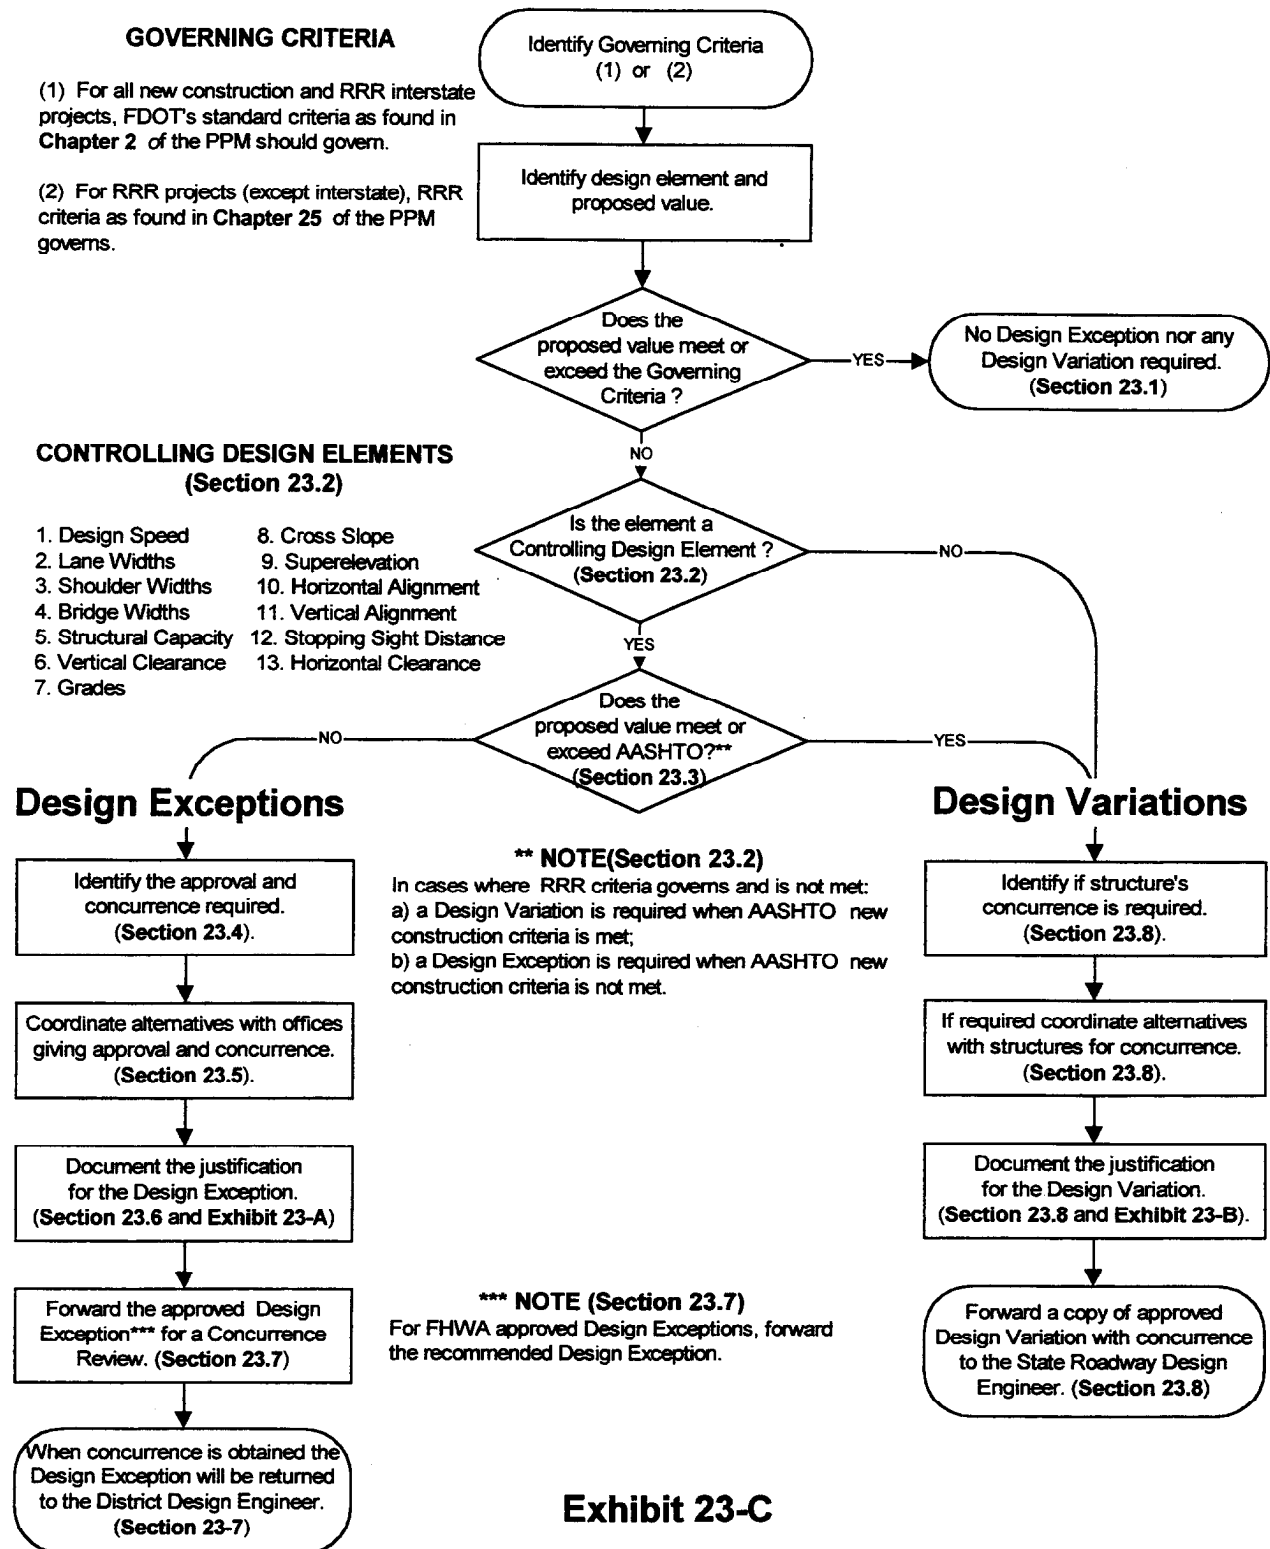 GOVERNING CRITERIA
(1) For all new construction and RRR interstate
projects, FDOT's standard criteria as found in
Chapter 2 of the PPM should govern.
(2) For RRR projects (except interstate), RRR
criteria as found in Chapter 25 of the PPM
governs.
Identify Governing Criteria
(1) or (2)
Identify design element and
proposed value.
Does the
proposed value meet or
exceed the Governing
Criteria ?
YES
No Design Exception nor any
Design Variation required.
(Section 23.1)
NO
CONTROLLING DESIGN ELEMENTS
(Section 23.2)
1. Design Speed
2. Lane Widths
3. Shoulder Widths
4. Bridge Widths
5. Structural Capacity
6. Vertical Clearance
7. Grades
8. Cross Slope
9. Superelevation
10. Horizontal Alignment
11. Vertical Alignment
12. Stopping Sight Distance
13. Horizontal Clearance
Is the element a
Controlling Design Element ?
(Section 23.2)
NO
YES
Does the
proposed value meet or
exceed AASHTO?**
(Section 23.3)
NO
YES
Design Exceptions
Identify the approval and
concurrence required.
(Section 23.4).
Coordinate alternatives with offices
giving approval and concurrence.
(Section 23.5).
Document the justification
for the Design Exception.
(Section 23.6 and Exhibit 23-A)
Forward the approved Design
Exception*** for a Concurrence
Review. (Section 23.7)
When concurrence is obtained the
Design Exception will be returned
to the District Design Engineer.
(Section 23-7)
** NOTE(Section 23.2)
In cases where RRR criteria governs and is not met:
a) a Design Variation is required when AASHTO new
construction criteria is met;
b) a Design Exception is required when AASHTO new
construction criteria is not met.
*** NOTE (Section 23.7)
For FHWA approved Design Exceptions, forward
the recommended Design Exception.
Design Variations
Identify if structure's
concurrence is required.
(Section 23.8).
If required coordinate alternatives
with structures for concurrence.
(Section 23.8).
Document the justification
for the Design Variation.
(Section 23.8 and Exhibit 23-B).
Forward a copy of approved
Design Variation with concurrence
to the State Roadway Design
Engineer. (Section 23.8)
Exhibit 23-C